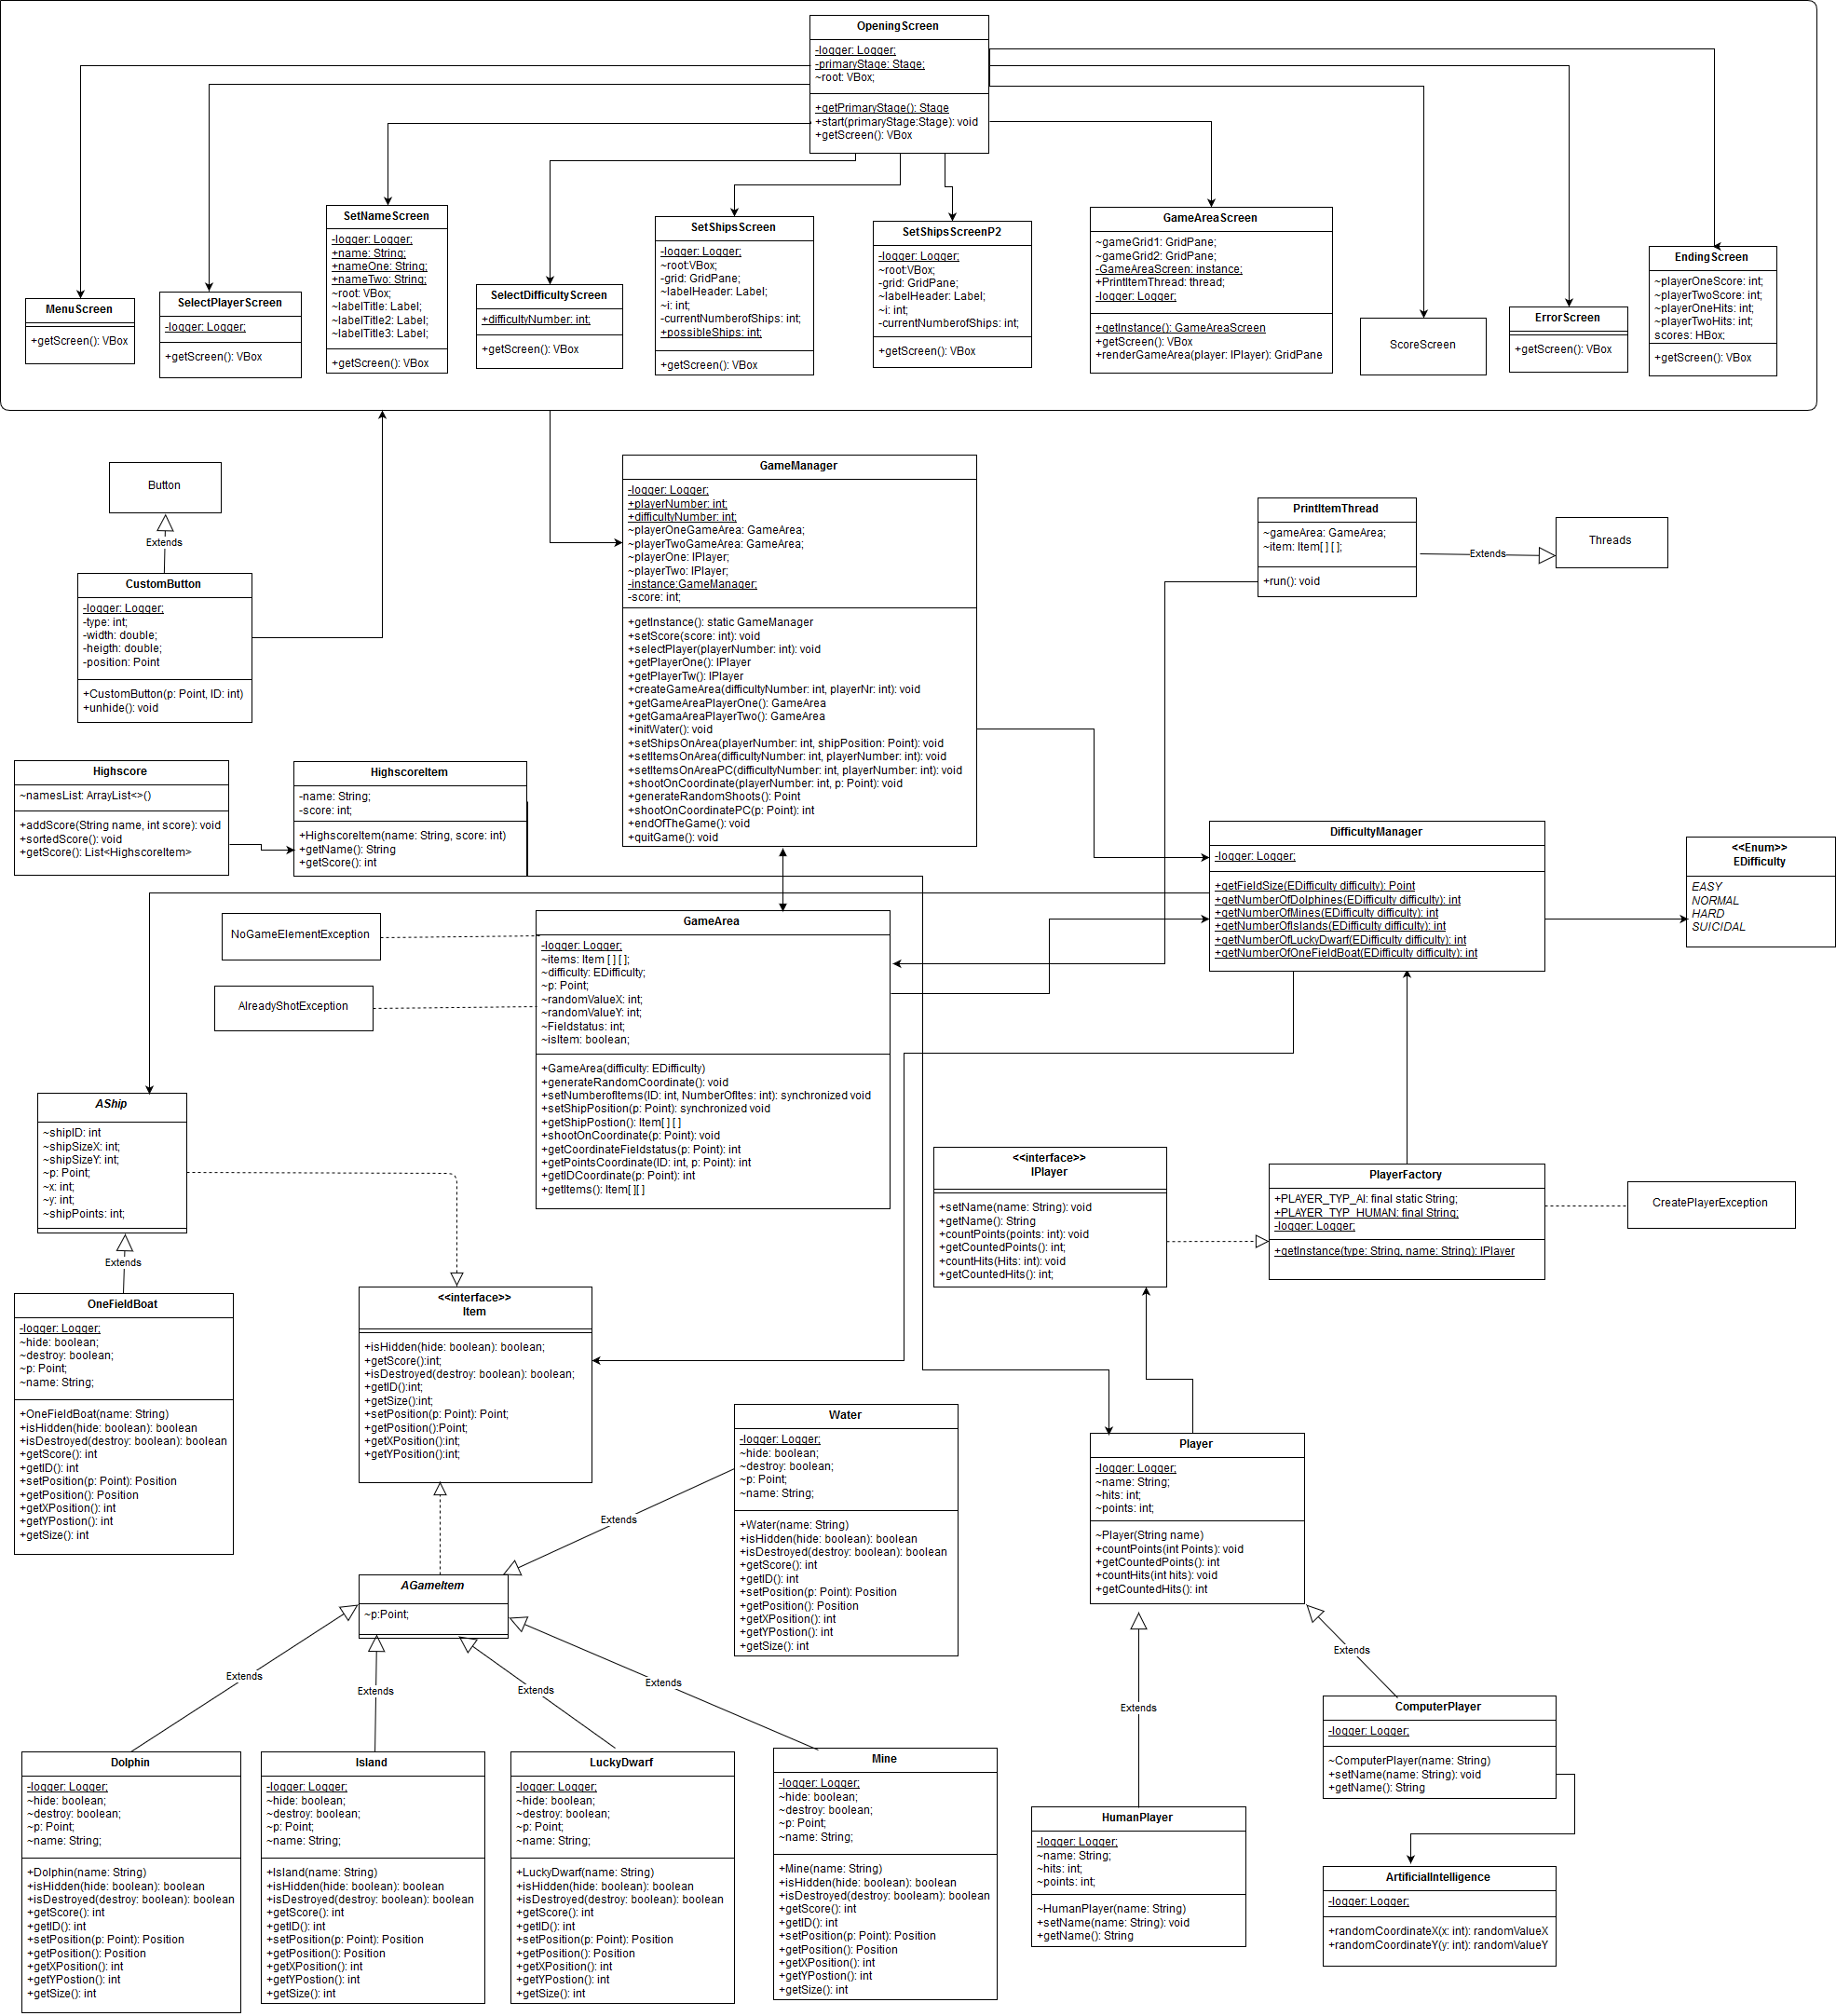 OpeningScreen
-logger: Logger;
-primaryStage: Stage;
~root: VBox;
+getPrimaryStage(): Stage
+start(primaryStage:Stage): void
+getScreen(): VBox
MenuScreen
+getScreen(): VBox
SelectPlayerScreen
-logger: Logger;
+getScreen(): VBox
SetNameScreen
-logger: Logger;
+name: String;
+nameOne: String;
+nameTwo: String;
~root: VBox;
~labelTitle: Label;
~labelTitle2: Label;
~labelTitle3: Label;
+getScreen(): VBox
SelectDifficultyScreen
+difficultyNumber: int;
+getScreen(): VBox
SetShipsScreen
-logger: Logger;
~root:VBox;
-grid: GridPane;
~labelHeader: Label;
~i: int;
-currentNumberofShips: int;
+possibleShips: int;
+getScreen(): VBox
SetShipsScreenP2
-logger: Logger;
~root:VBox;
-grid: GridPane;
~labelHeader: Label;
~i: int;
-currentNumberofShips: int;
+getScreen(): VBox
GameAreaScreen
~gameGrid1: GridPane;
~gameGrid2: GridPane;
-GameAreaScreen: instance;
+PrintItemThread: thread;
-logger: Logger;
+getInstance(): GameAreaScreen
+getScreen(): VBox
+renderGameArea(player: IPlayer): GridPane
ScoreScreen
ErrorScreen
+getScreen(): VBox
EndingScreen
~playerOneScore: int;
~playerTwoScore: int;
~playerOneHits: int;
~playerTwoHits: int;
scores: HBox;
+getScreen(): VBox
Button
Extends
CustomButton
-logger: Logger;
-type: int;
-width: double;
-heigth: double;
-position: Point
+CustomButton(p: Point, ID: int)
+unhide(): void
GameManager
-logger: Logger;
+playerNumber: int;
+difficultyNumber: int;
~playerOneGameArea: GameArea;
~playerTwoGameArea: GameArea;
~playerOne: IPlayer;
~playerTwo: IPlayer;
-instance:GameManager;
-score: int;
+getInstance(): static GameManager
+setScore(score: int): void
+selectPlayer(playerNumber: int): void
+getPlayerOne(): IPlayer
+getPlayerTw(): IPlayer
+createGameArea(difficultyNumber: int, playerNr: int): void
+getGameAreaPlayerOne(): GameArea
+getGamaAreaPlayerTwo(): GameArea
+initWater(): void
+setShipsOnArea(playerNumber: int, shipPosition: Point): void
+setItemsOnArea(difficultyNumber: int, playerNumber: int): void
+setItemsOnAreaPC(difficultyNumber: int, playerNumber: int): void
+shootOnCoordinate(playerNumber: int, p: Point): void
+generateRandomShoots(): Point
+shootOnCoordinatePC(p: Point): int
+endOfTheGame(): void
+quitGame(): void
PrintItemThread
~gameArea: GameArea;
~item: Item[ ] [ ];
+run(): void
Extends
Threads
Highscore
~namesList: ArrayList<>()
+addScore(String name, int score): void
+sortedScore(): void
+getScore(): List<HighscoreItem>
HighscoreItem
-name: String;
-score: int;
+HighscoreItem(name: String, score: int)
+getName(): String
+getScore(): int
DifficultyManager
-logger: Logger;
+getFieldSize(EDifficulty difficulty): Point
+getNumberOfDolphines(EDifficulty difficulty): int
+getNumberOfMines(EDifficulty difficulty): int
+getNumberOfIslands(EDifficulty difficulty): int
+getNumberOfLuckyDwarf(EDifficulty difficulty): int
+getNumberOfOneFieldBoat(EDifficulty difficulty): int
<<Enum>>
EDifficulty
EASY
NORMAL
HARD
SUICIDAL
NoGameElementException
AlreadyShotException
GameArea
-logger: Logger;
~items: Item [ ] [ ];
~difficulty: EDifficulty;
~p: Point;
~randomValueX: int;
~randomValueY: int;
~Fieldstatus: int;
~isItem: boolean;
+GameArea(difficulty: EDifficulty)
+generateRandomCoordinate(): void
+setNumberofItems(ID: int, NumberOfItes: int): synchronized void
+setShipPosition(p: Point): synchronized void
+getShipPostion(): Item[ ] [ ]
+shootOnCoordinate(p: Point): void
+getCoordinateFieldstatus(p: Point): int
+getPointsCoordinate(ID: int, p: Point): int
+getIDCoordinate(p: Point): int
+getItems(): Item[ ][ ]
AShip
~shipID: int
~shipSizeX: int;
~shipSizeY: int;
~p: Point;
~x: int;
~y: int;
~shipPoints: int;
Extends
OneFieldBoat
-logger: Logger;
~hide: boolean;
~destroy: boolean;
~p: Point;
~name: String;
+OneFieldBoat(name: String)
+isHidden(hide: boolean): boolean
+isDestroyed(destroy: boolean): boolean
+getScore(): int
+getID(): int
+setPosition(p: Point): Position
+getPosition(): Position
+getXPosition(): int
+getYPostion(): int
+getSize(): int
<<interface>>
IPlayer
+setName(name: String): void
+getName(): String
+countPoints(points: int): void
+getCountedPoints(): int;
+countHits(Hits: int): void
+getCountedHits(): int;
PlayerFactory
+PLAYER_TYP_AI: final static String;
+PLAYER_TYP_HUMAN: final String;
-logger: Logger;
+getInstance(type: String, name: String): IPlayer
CreatePlayerException
<<interface>>
Item
+isHidden(hide: boolean): boolean;
+getScore():int;
+isDestroyed(destroy: boolean): boolean;
+getID():int;
+getSize():int;
+setPosition(p: Point): Point;
+getPosition():Point;
+getXPosition():int;
+getYPosition():int;
Water
-logger: Logger;
~hide: boolean;
~destroy: boolean;
~p: Point;
~name: String;
+Water(name: String)
+isHidden(hide: boolean): boolean
+isDestroyed(destroy: boolean): boolean
+getScore(): int
+getID(): int
+setPosition(p: Point): Position
+getPosition(): Position
+getXPosition(): int
+getYPostion(): int
+getSize(): int
Extends
Player
-logger: Logger;
~name: String;
~hits: int;
~points: int;
~Player(String name)
+countPoints(int Points): void
+getCountedPoints(): int
+countHits(int hits): void
+getCountedHits(): int
AGameItem
~p:Point;
Extends
Extends
Extends
Extends
Extends
Extends
Dolphin
-logger: Logger;
~hide: boolean;
~destroy: boolean;
~p: Point;
~name: String;
+Dolphin(name: String)
+isHidden(hide: boolean): boolean
+isDestroyed(destroy: boolean): boolean
+getScore(): int
+getID(): int
+setPosition(p: Point): Position
+getPosition(): Position
+getXPosition(): int
+getYPostion(): int
+getSize(): int
Island
-logger: Logger;
~hide: boolean;
~destroy: boolean;
~p: Point;
~name: String;
+Island(name: String)
+isHidden(hide: boolean): boolean
+isDestroyed(destroy: boolean): boolean
+getScore(): int
+getID(): int
+setPosition(p: Point): Position
+getPosition(): Position
+getXPosition(): int
+getYPostion(): int
+getSize(): int
LuckyDwarf
-logger: Logger;
~hide: boolean;
~destroy: boolean;
~p: Point;
~name: String;
+LuckyDwarf(name: String)
+isHidden(hide: boolean): boolean
+isDestroyed(destroy: boolean): boolean
+getScore(): int
+getID(): int
+setPosition(p: Point): Position
+getPosition(): Position
+getXPosition(): int
+getYPostion(): int
+getSize(): int
Mine
-logger: Logger;
~hide: boolean;
~destroy: boolean;
~p: Point;
~name: String;
+Mine(name: String)
+isHidden(hide: boolean): boolean
+isDestroyed(destroy: bouleam): boolean
+getScore(): int
+getID(): int
+setPosition(p: Point): Position
+getPosition(): Position
+getXPosition(): int
+getYPostion(): int
+getSize(): int
HumanPlayer
-logger: Logger;
~name: String;
~hits: int;
~points: int;
~HumanPlayer(name: String)
+setName(name: String): void
+getName(): String
ComputerPlayer
-logger: Logger;
~ComputerPlayer(name: String)
+setName(name: String): void
+getName(): String
ArtificialIntelligence
-logger: Logger;
+randomCoordinateX(x: int): randomValueX
+randomCoordinateY(y: int): randomValueY